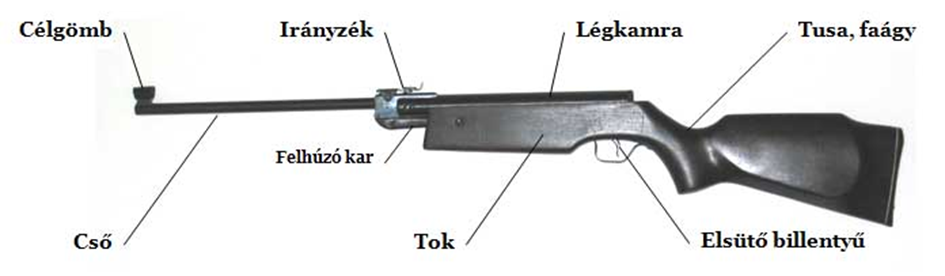 Célgömb
Irányzék
Légkamra
Tusa, faágy
Felhúzó kar
Cső
Tok
Elsütő billentyű